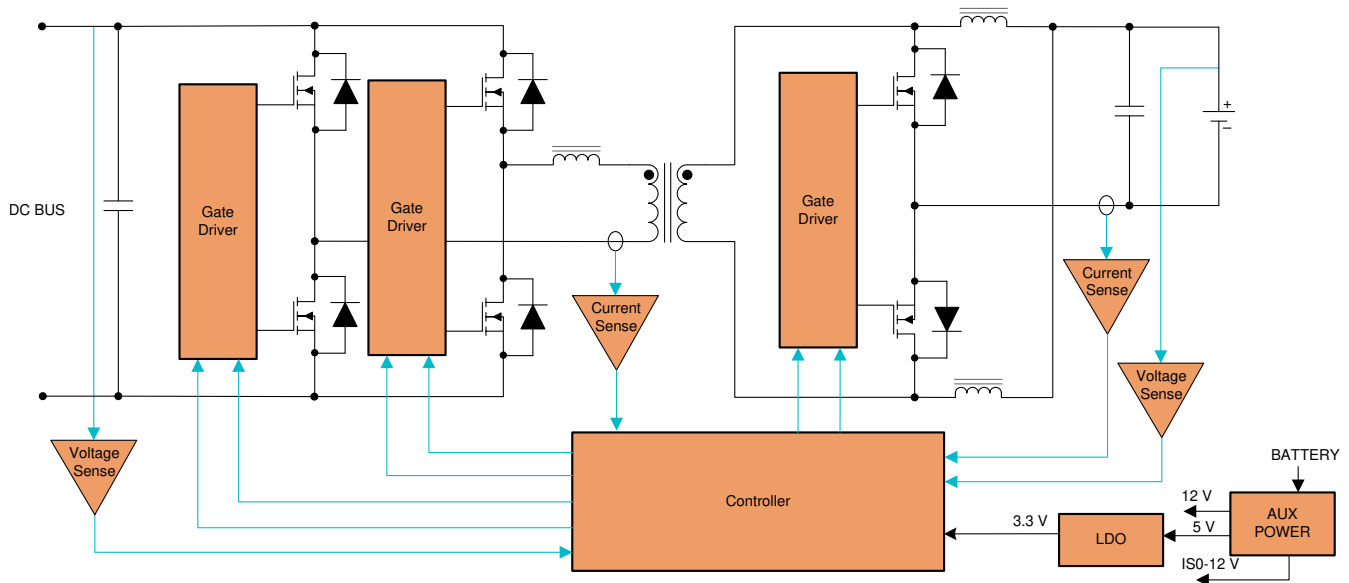 DC BUS
Gate
Driver
Gate
Driver
Gate
Driver
+
–
Current
Sense
Current
Sense
Voltage
Sense
Voltage
Sense
Controller
BATTERY
12 V
AUX
POWER
5 V
3.3 V
LDO
IS0-12 V